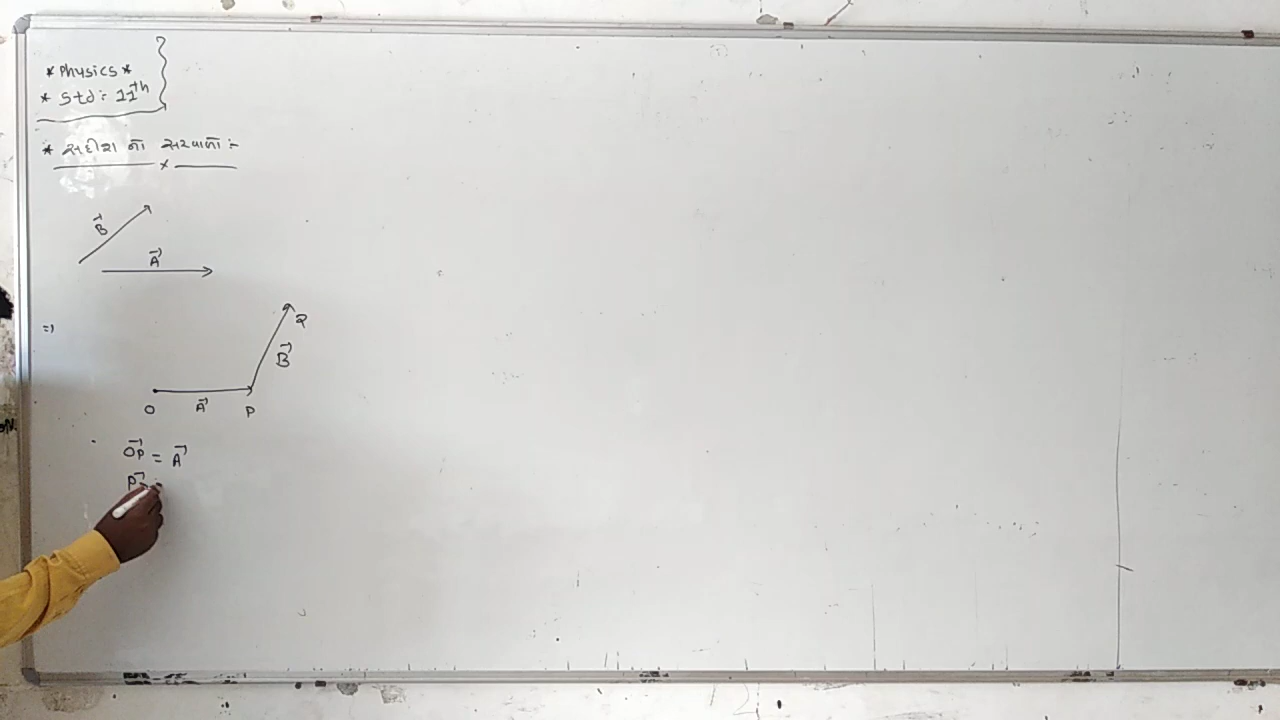 * Physics *
* Std: 11th
* સદીશ ના સરવાળા :-
B⃗
A⃗
=)
Q
B⃗
O A⃗ P
OP⃗ = A⃗